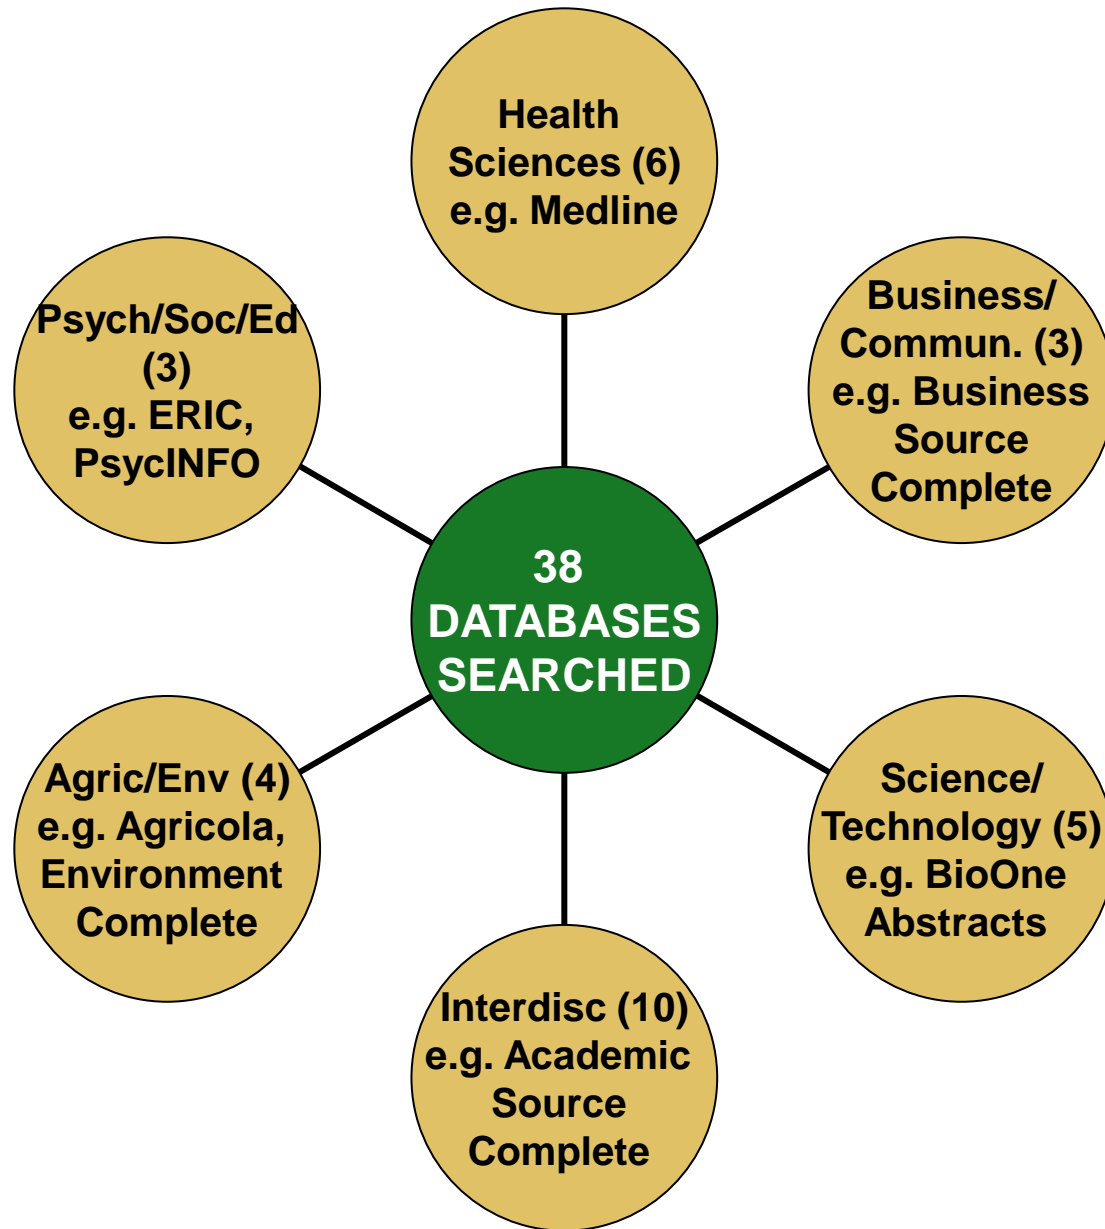 Health
Sciences (6)
e.g. Medline
Business/
Commun. (3)
e.g. Business
Source
Complete
Psych/Soc/Ed
(3)
e.g. ERIC,
PsycINFO
38
DATABASES
SEARCHED
Agric/Env (4)
e.g. Agricola,
Environment
Complete
Science/
Technology (5)
e.g. BioOne
Abstracts
Interdisc (10)
e.g. Academic
Source
Complete